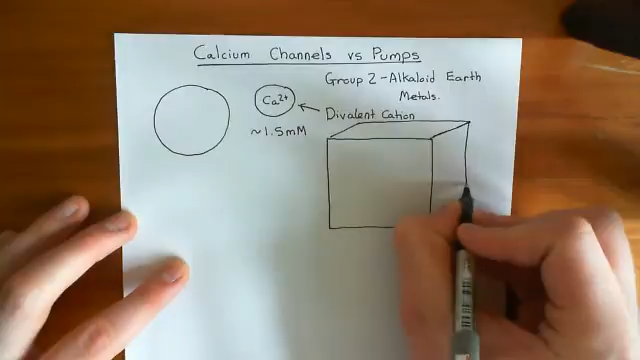 Calcium Channels vs Pumps
Group 2 - Alkaloid Earth
Metals.
Ca2+
Divalent Cation
~1.5mM